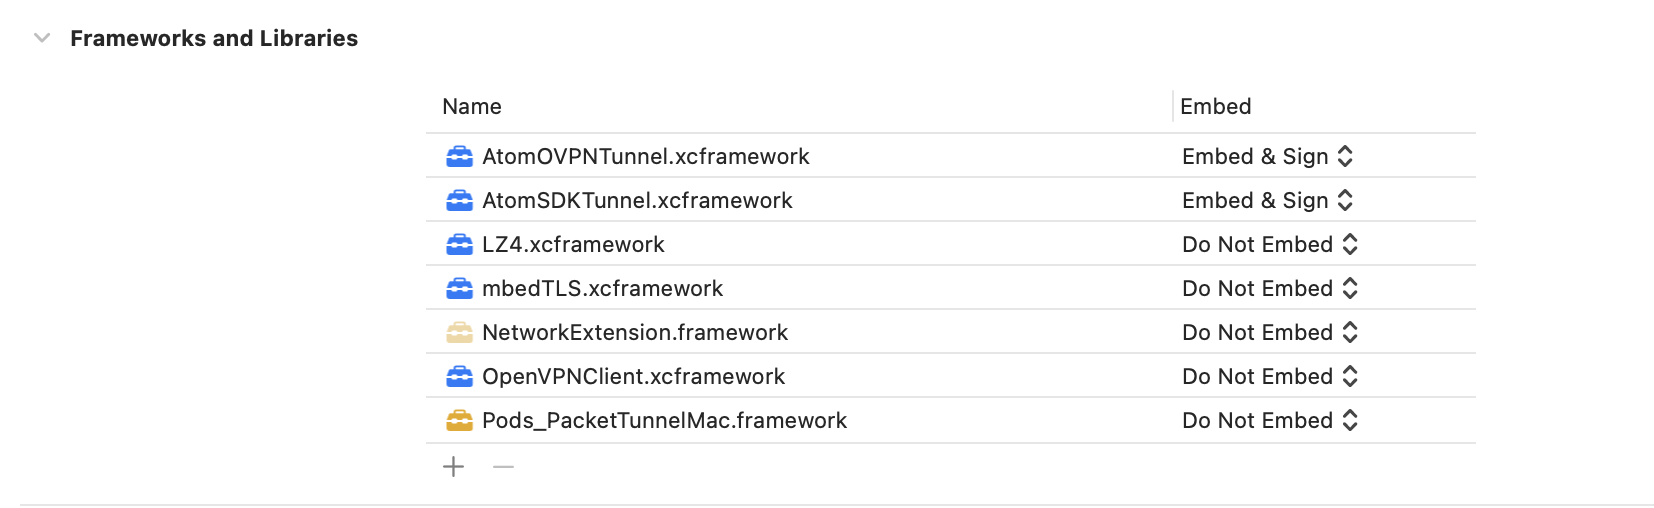 Frameworks and Libraries
Name Embed
AtomOVPNTunnel.xcframework Embed & Sign
AtomSDKTunnel.xcframework Embed & Sign
LZ4.xcframework Do Not Embed
mbedTLS.xcframework Do Not Embed
NetworkExtension.framework Do Not Embed
OpenVPNClient.xcframework Do Not Embed
Pods_PacketTunnelMac.framework Do Not Embed